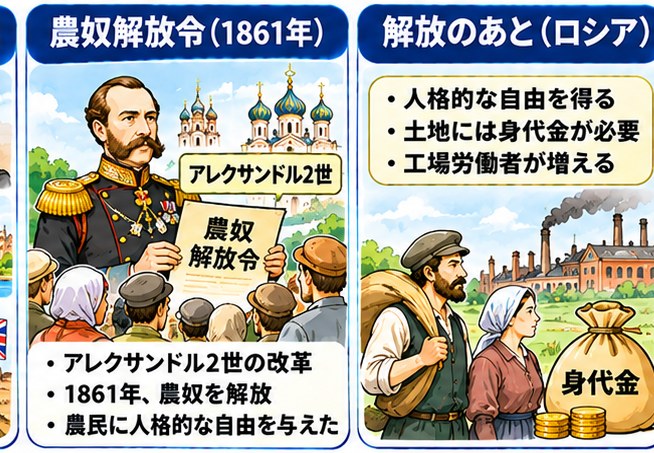 農奴解放令（1861年）
アレクサンドル2世
農奴
解放令
・アレクサンドル2世の改革
・1861年、農奴を解放
・農民に人格的な自由を与えた
解放のあと（ロシア）
・人格的な自由を得る
・土地には身代金が必要
・工場労働者が増える
身代金